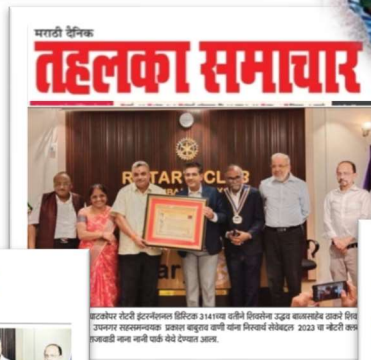 मराठी दैनिक
तहलका समाचार
ROTARY CLUB
घाटकोपर रोटरी इंटरनॅशनल डिस्टिक 3141च्या वतीने शिवसेना उद्धव बाळासाहेब ठाकरे शिव
उपनगर सहसमन्वयक प्रकाश बाबुराव वाणी यांना निस्वार्थ सेवेबद्दल 2023 चा नोटरी क्लब
राजावाडी नाना नानी पार्क येथे देण्यात आला.